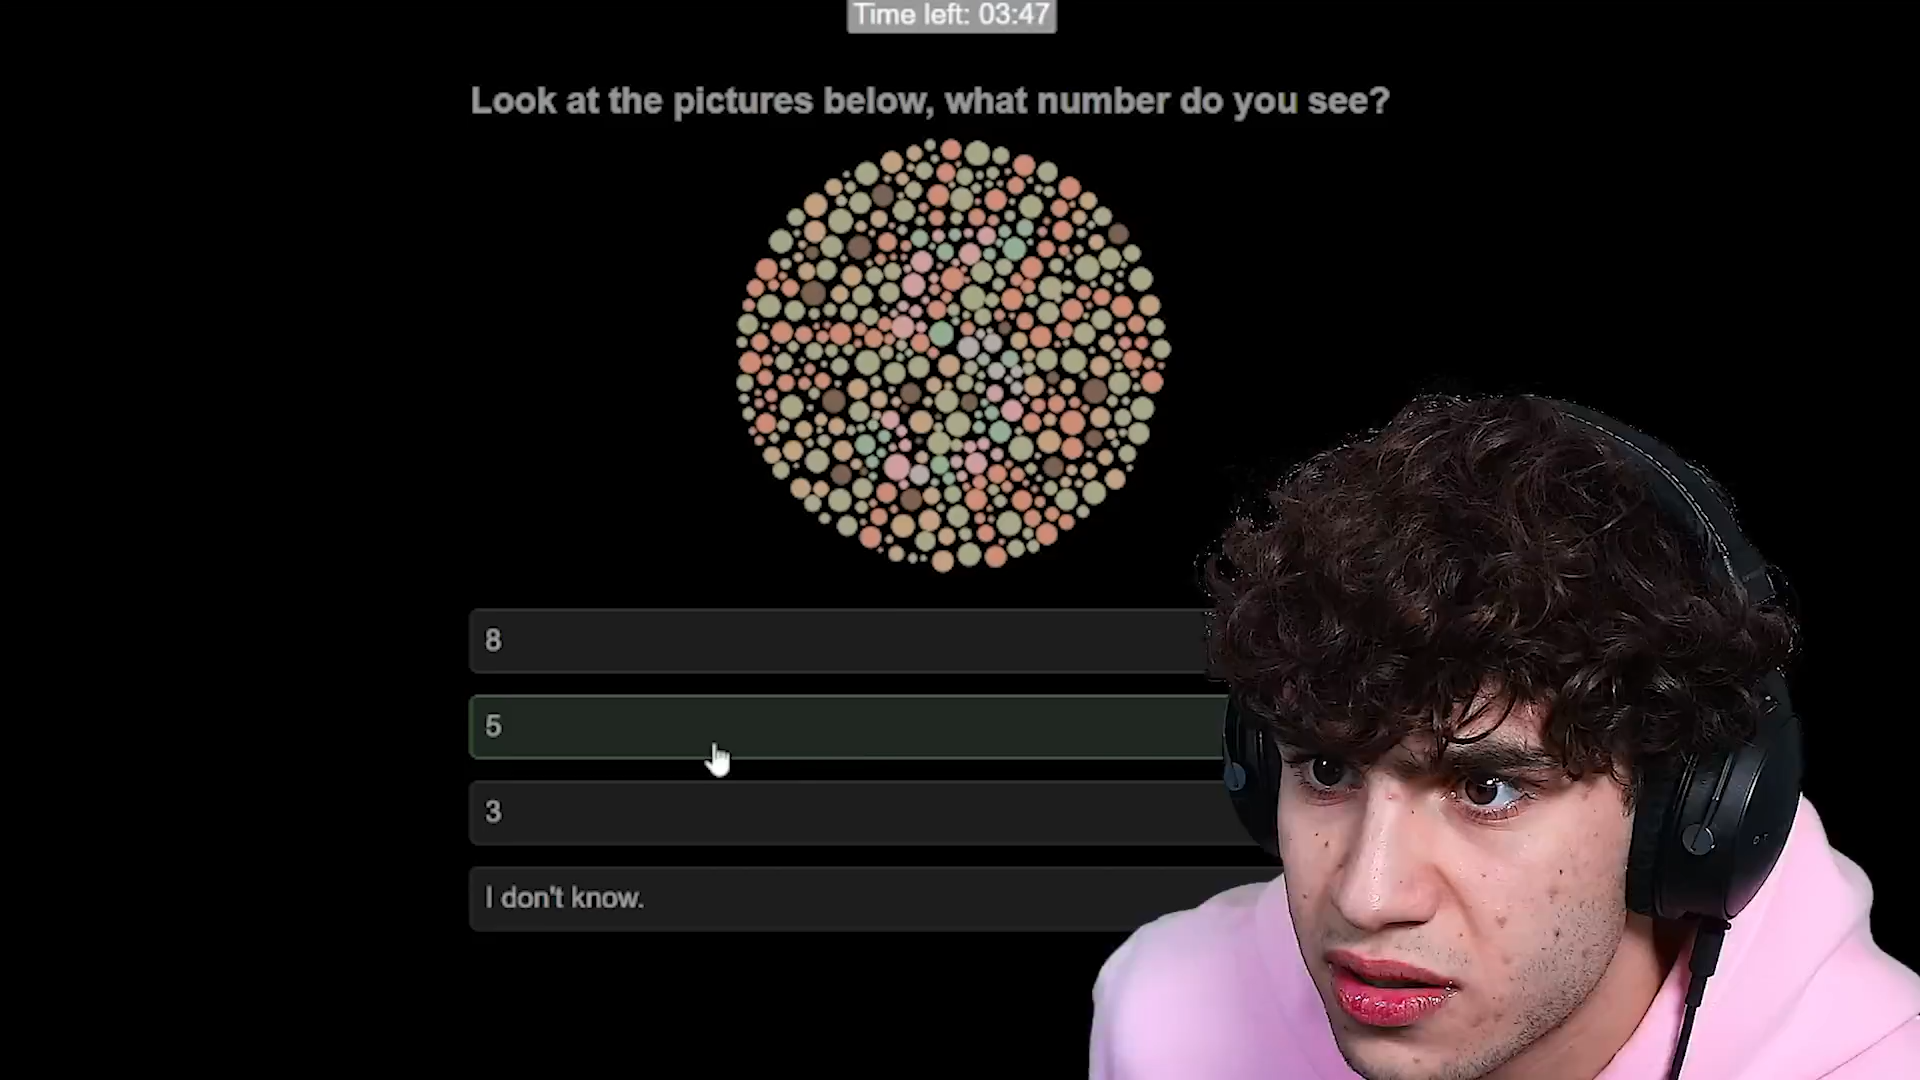 Time left: 03:47
Look at the pictures below, what number do you see?
8
5
3
I don't know.